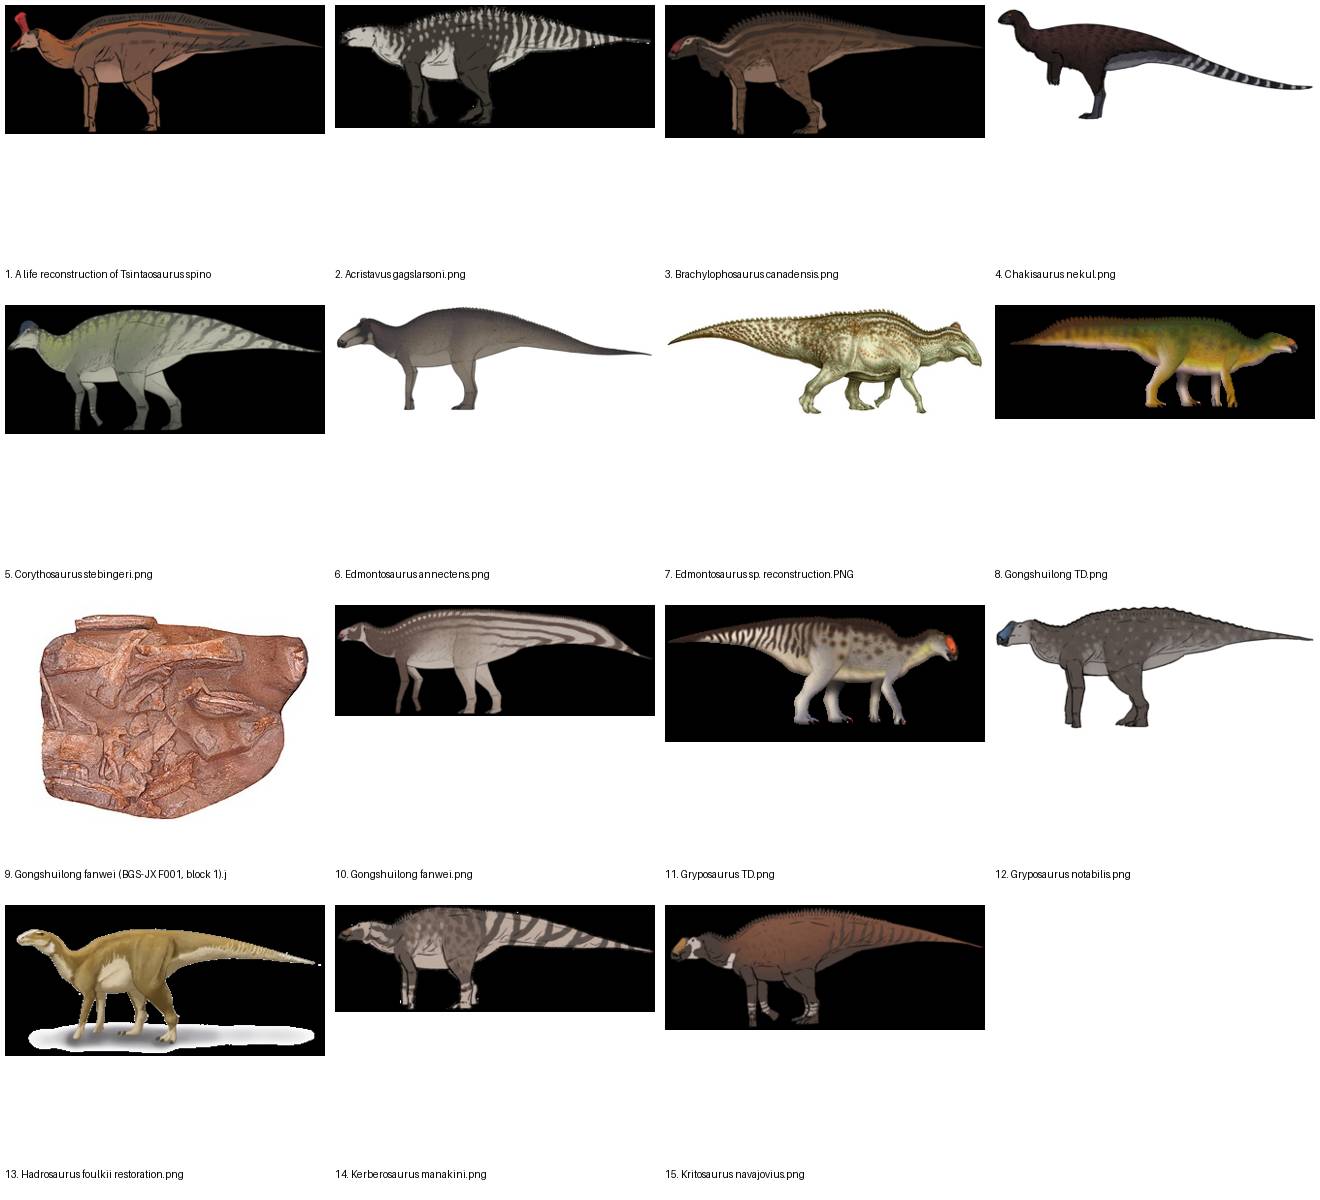 1. A life reconstruction of Tsintaosaurus spino
2. Acristavus gagslarsoni.png
3. Brachylophosaurus canadensis.png
4. Chakisaurus nekul.png
5. Corythosaurus stebingeri.png
6. Edmontosaurus annectens.png
7. Edmontosaurus sp. reconstruction.PNG
8. Gongshuilong TD.png
9. Gongshuilong fanwei (BGS-JX F001, block 1).j
10. Gongshuilong fanwei.png
11. Gryposaurus TD.png
12. Gryposaurus notabilis.png
13. Hadrosaurus foulkii restoration.png
14. Kerberosaurus manakini.png
15. Kritosaurus navajovius.png